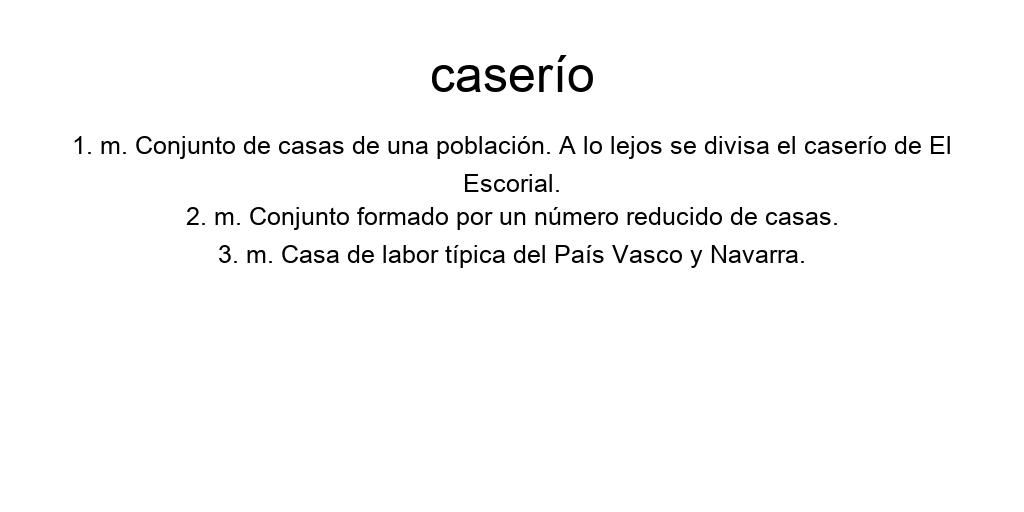 caserío
1. m. Conjunto de casas de una población. A lo lejos se divisa el caserío de El
Escorial.
2. m. Conjunto formado por un número reducido de casas.
3. m. Casa de labor típica del País Vasco y Navarra.